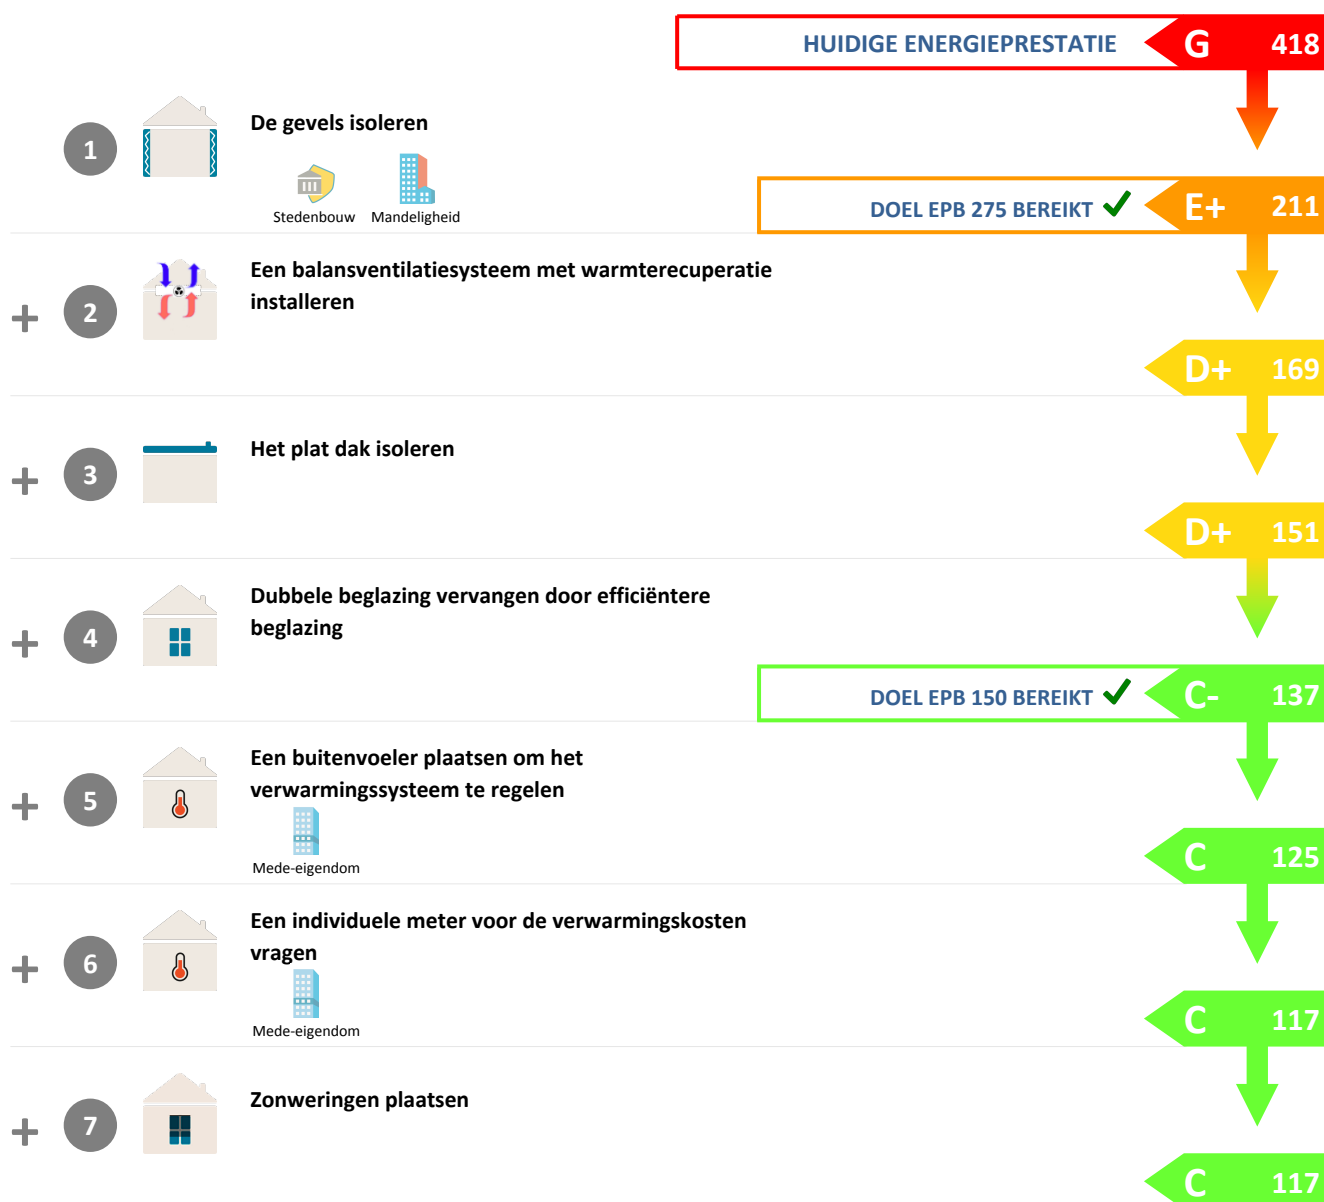 HUIDIGE ENERGIEPRESTATIE G 418
1 De gevels isoleren
Stedenbouw Mandeligheid
DOEL EPB 275 BEREIKT E+ 211
+ 2 Een balansventilatiesysteem met warmterecuperatie
installeren
D+ 169
+ 3 Het plat dak isoleren
D+ 151
+ 4 Dubbele beglazing vervangen door efficiëntere
beglazing
DOEL EPB 150 BEREIKT C- 137
+ 5 Een buitenvoeler plaatsen om het
verwarmingssysteem te regelen
Mede-eigendom
C 125
+ 6 Een individuele meter voor de verwarmingskosten
vragen
Mede-eigendom
C 117
+ 7 Zonweringen plaatsen
C 117